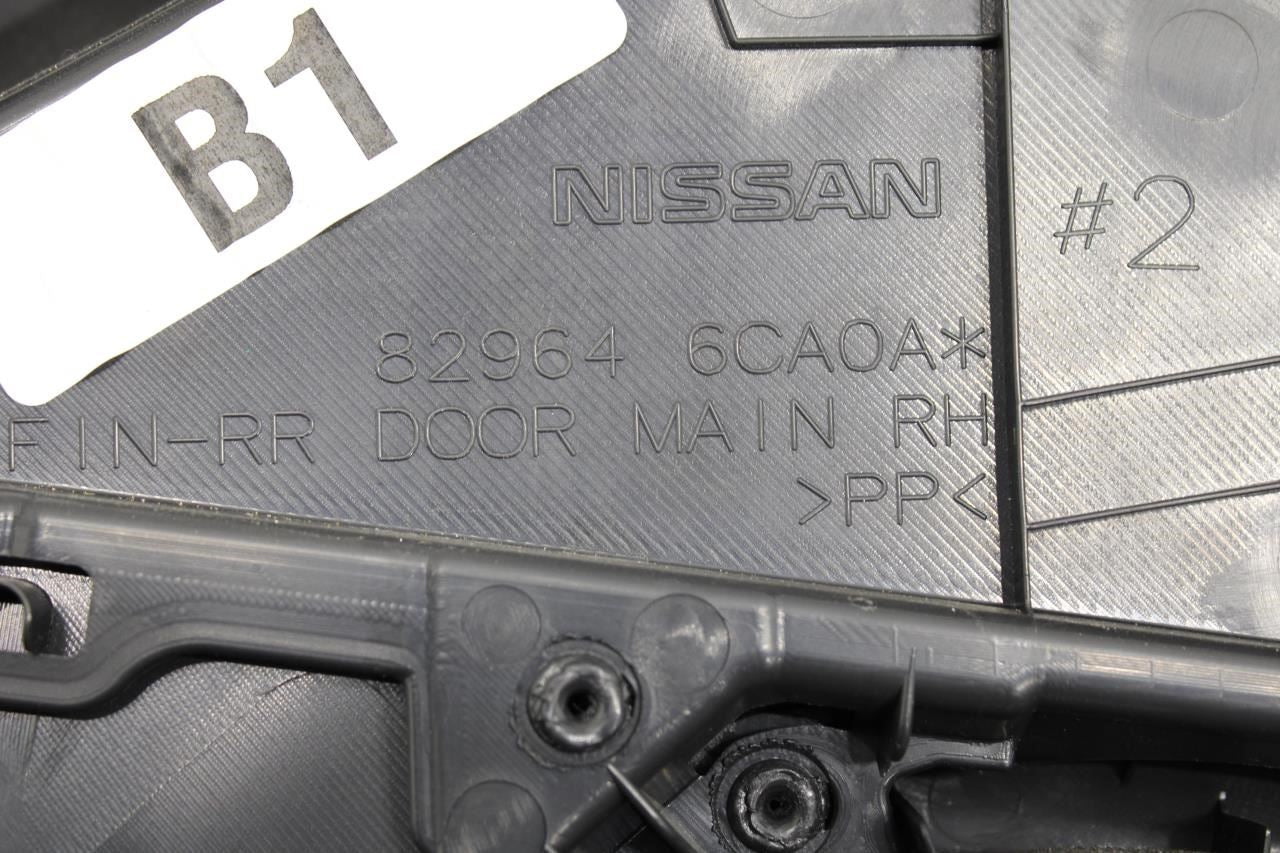 B1
NISSAN
#2
82964 6CA0A*
FIN-RR DOOR MAIN RH
>PP<